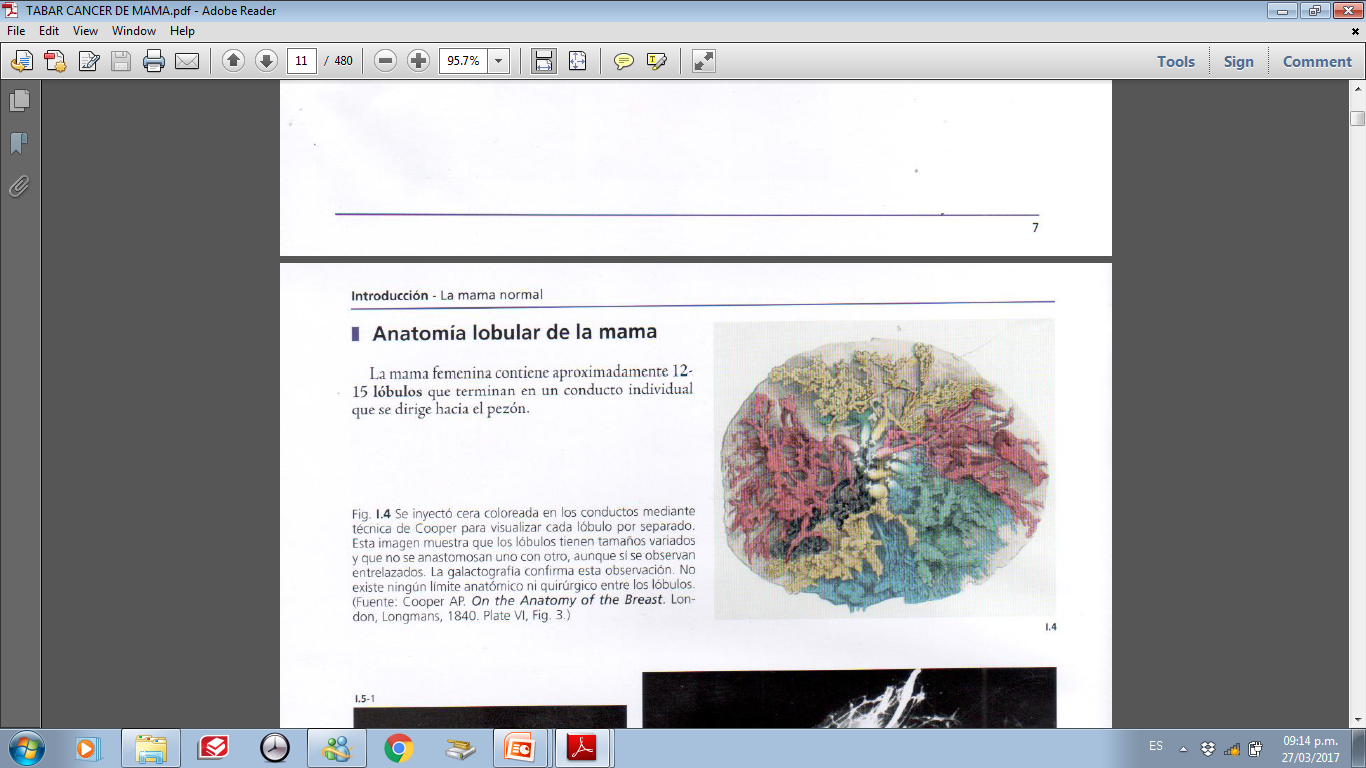 TABAR CANCER DE MAMA.pdf - Adobe Reader
File Edit View Window Help
11 / 480 95.7% Tools Sign Comment
7
Introducción - La mama normal
Anatomía lobular de la mama
La mama femenina contiene aproximadamente 12-
15 lóbulos que terminan en un conducto individual
que se dirige hacia el pezón.
Fig. I.4 Se inyectó cera coloreada en los conductos mediante
técnica de Cooper para visualizar cada lóbulo por separado.
Esta imagen muestra que los lóbulos tienen tamaños variados
y que no se anastomosan uno con otro, aunque sí se observan
entrelazados. La galactografía confirma esta observación. No
existe ningún límite anatómico ni quirúrgico entre los lóbulos.
(Fuente: Cooper AP. On the Anatomy of the Breast. Lon-
don, Longmans, 1840. Plate VI, Fig. 3.)
I.4
I.5-1
ES 09:14 p.m.
27/03/2017